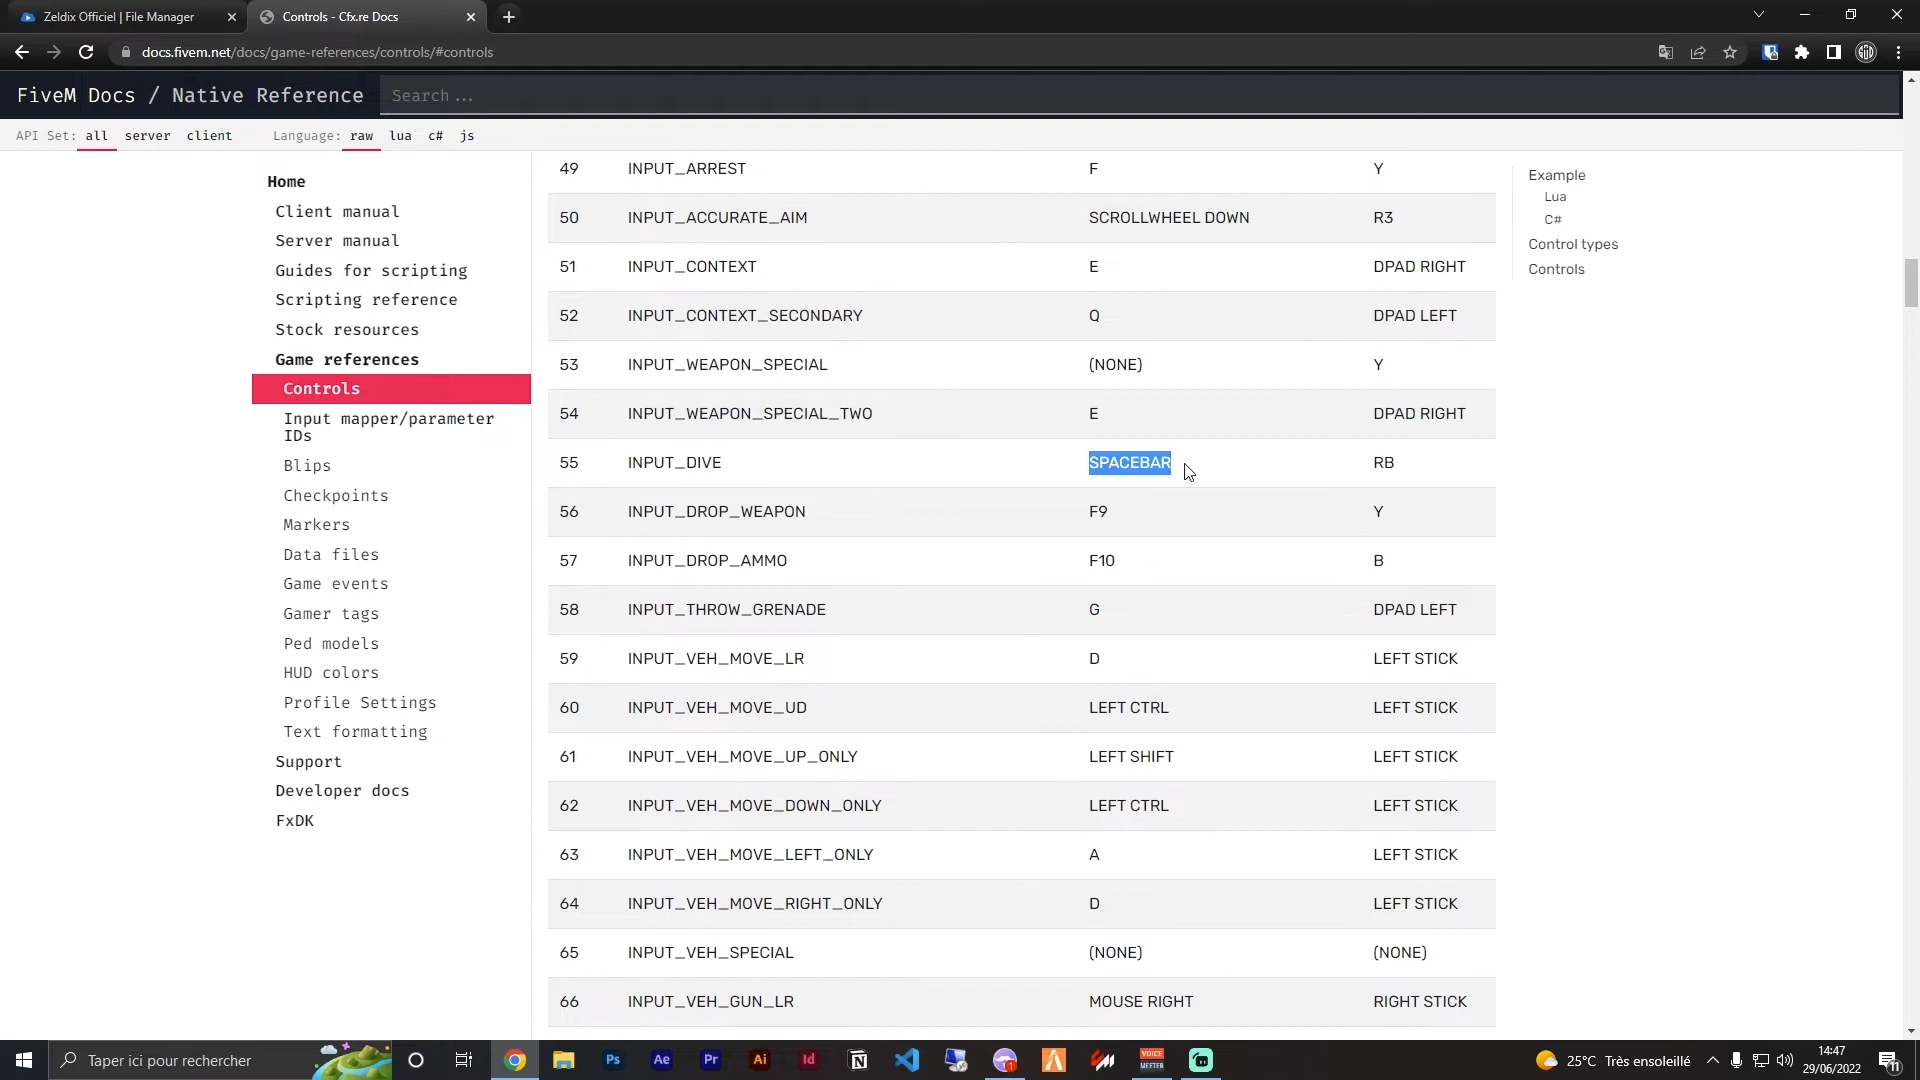 Zeldix Officiel | File Manager
Controls - Cfx.re Docs
docs.fivem.net/docs/game-references/controls/#controls
FiveM Docs / Native Reference
Search ...
API Set: all server client Language: raw lua c# js
Home
Client manual
Server manual
Guides for scripting
Scripting reference
Stock resources
Game references
Controls
Input mapper/parameter
IDs
Blips
Checkpoints
Markers
Data files
Game events
Gamer tags
Ped models
HUD colors
Profile Settings
Text formatting
Support
Developer docs
FxDK
49 INPUT_ARREST F Y
50 INPUT_ACCURATE_AIM SCROLLWHEEL DOWN R3
51 INPUT_CONTEXT E DPAD RIGHT
52 INPUT_CONTEXT_SECONDARY Q DPAD LEFT
53 INPUT_WEAPON_SPECIAL (NONE) Y
54 INPUT_WEAPON_SPECIAL_TWO E DPAD RIGHT
55 INPUT_DIVE SPACEBAR RB
56 INPUT_DROP_WEAPON F9 Y
57 INPUT_DROP_AMMO F10 B
58 INPUT_THROW_GRENADE G DPAD LEFT
59 INPUT_VEH_MOVE_LR D LEFT STICK
60 INPUT_VEH_MOVE_UD LEFT CTRL LEFT STICK
61 INPUT_VEH_MOVE_UP_ONLY LEFT SHIFT LEFT STICK
62 INPUT_VEH_MOVE_DOWN_ONLY LEFT CTRL LEFT STICK
63 INPUT_VEH_MOVE_LEFT_ONLY A LEFT STICK
64 INPUT_VEH_MOVE_RIGHT_ONLY D LEFT STICK
65 INPUT_VEH_SPECIAL (NONE) (NONE)
66 INPUT_VEH_GUN_LR MOUSE RIGHT RIGHT STICK
Example
Lua
C#
Control types
Controls
Taper ici pour rechercher
Ps
Ae
Pr
Ai
Id
VOICE
MEETER
25°C Très ensoleillé
14:47
29/06/2022
11